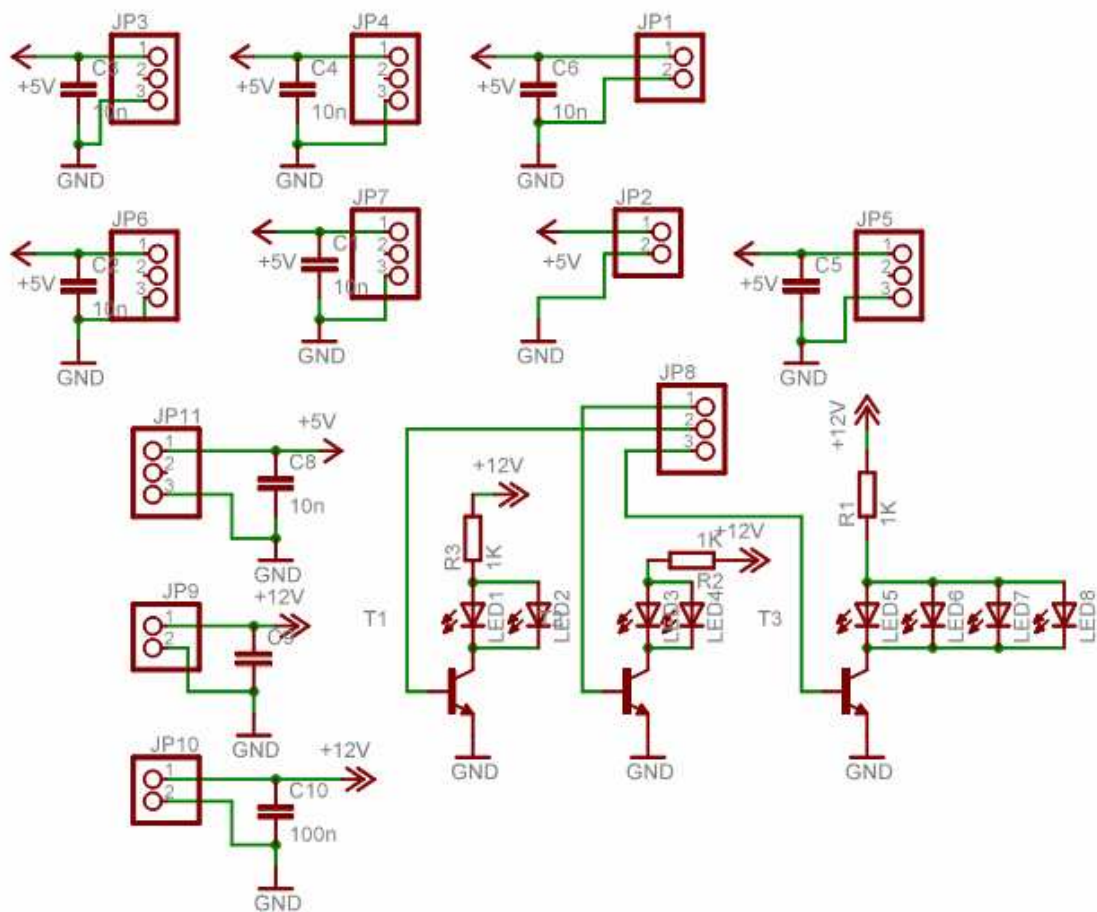 JP3
1
2
3
C3
+5V
10n
GND
JP4
1
2
3
C4
+5V
10n
GND
JP1
1
2
C6
+5V
10n
GND
JP6
1
2
3
C2
+5V
10n
GND
JP7
1
2
3
C1
+5V
10n
GND
JP2
1
2
+5V
GND
JP5
1
2
3
C5
+5V
GND
JP11
1
2
3
+5V
C8
10n
GND
JP8
1
2
3
+12V
R3
1K
LED1
LED2
T1
GND
1K
+12V
R2
LED3
LED4
GND
+12V
R1
1K
T3
LED5
LED6
LED7
LED8
GND
JP9
1
2
+12V
GND
JP10
1
2
+12V
C10
100n
GND